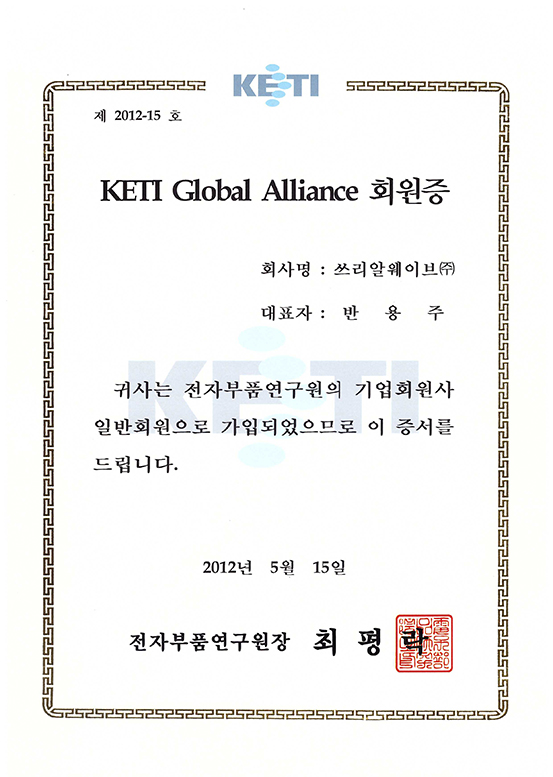 KETI
제 2012-15 호
KETI Global Alliance 회원증
회사명 : 쓰리알웨이브㈜
대표자 : 반 용 주
KETI
귀사는 전자부품연구원의 기업회원사
일반회원으로 가입되었으므로 이 증서를
드립니다.
2012년 5월 15일
전자부품연구원장 최 평 락